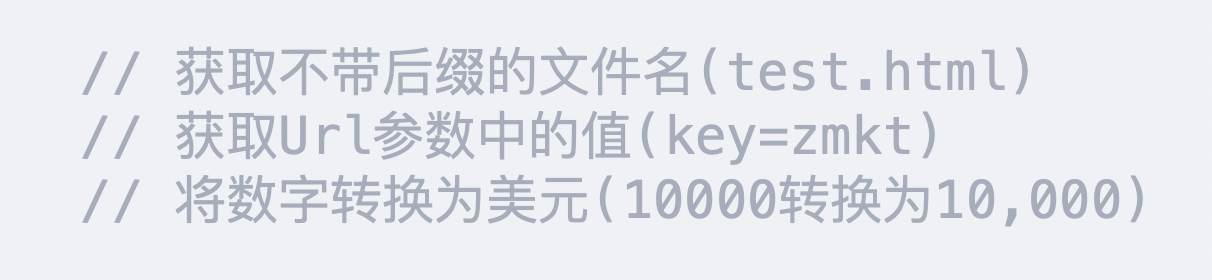 // 获取不带后缀的文件名(test.html)
// 获取Url参数中的值(key=zmkt)
// 将数字转换为美元(10000转换为10,000)